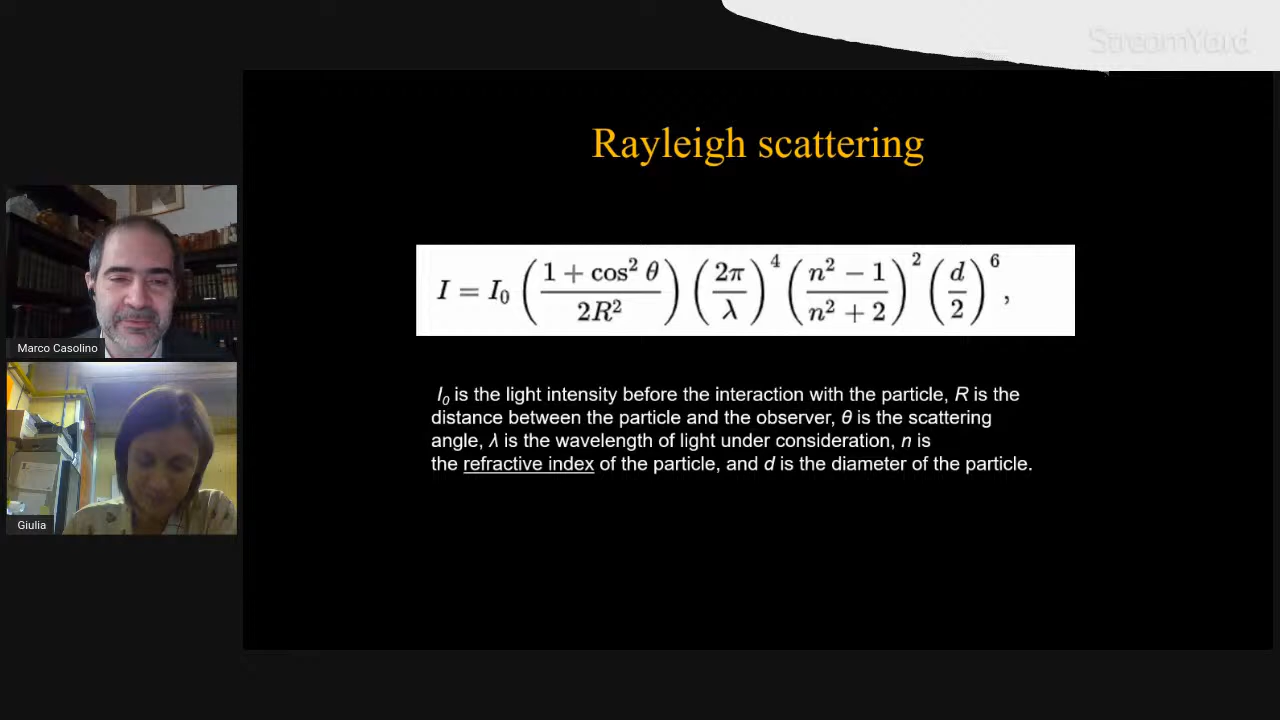 StreamYard
Rayleigh scattering
I = I₀ ( (1 + cos² θ) / (2R²) ) ( 2π / λ )⁴ ( (n² − 1) / (n² + 2) )² ( d / 2 )⁶ ,
I₀ is the light intensity before the interaction with the particle, R is the
distance between the particle and the observer, θ is the scattering
angle, λ is the wavelength of light under consideration, n is
the refractive index of the particle, and d is the diameter of the particle.
Marco Casolino
Giulia